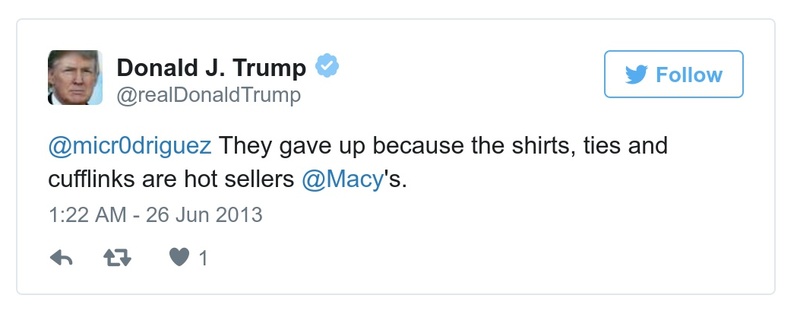 Donald J. Trump
@realDonaldTrump
Follow
@micr0driguez They gave up because the shirts, ties and
cufflinks are hot sellers @Macy's.
1:22 AM - 26 Jun 2013
1